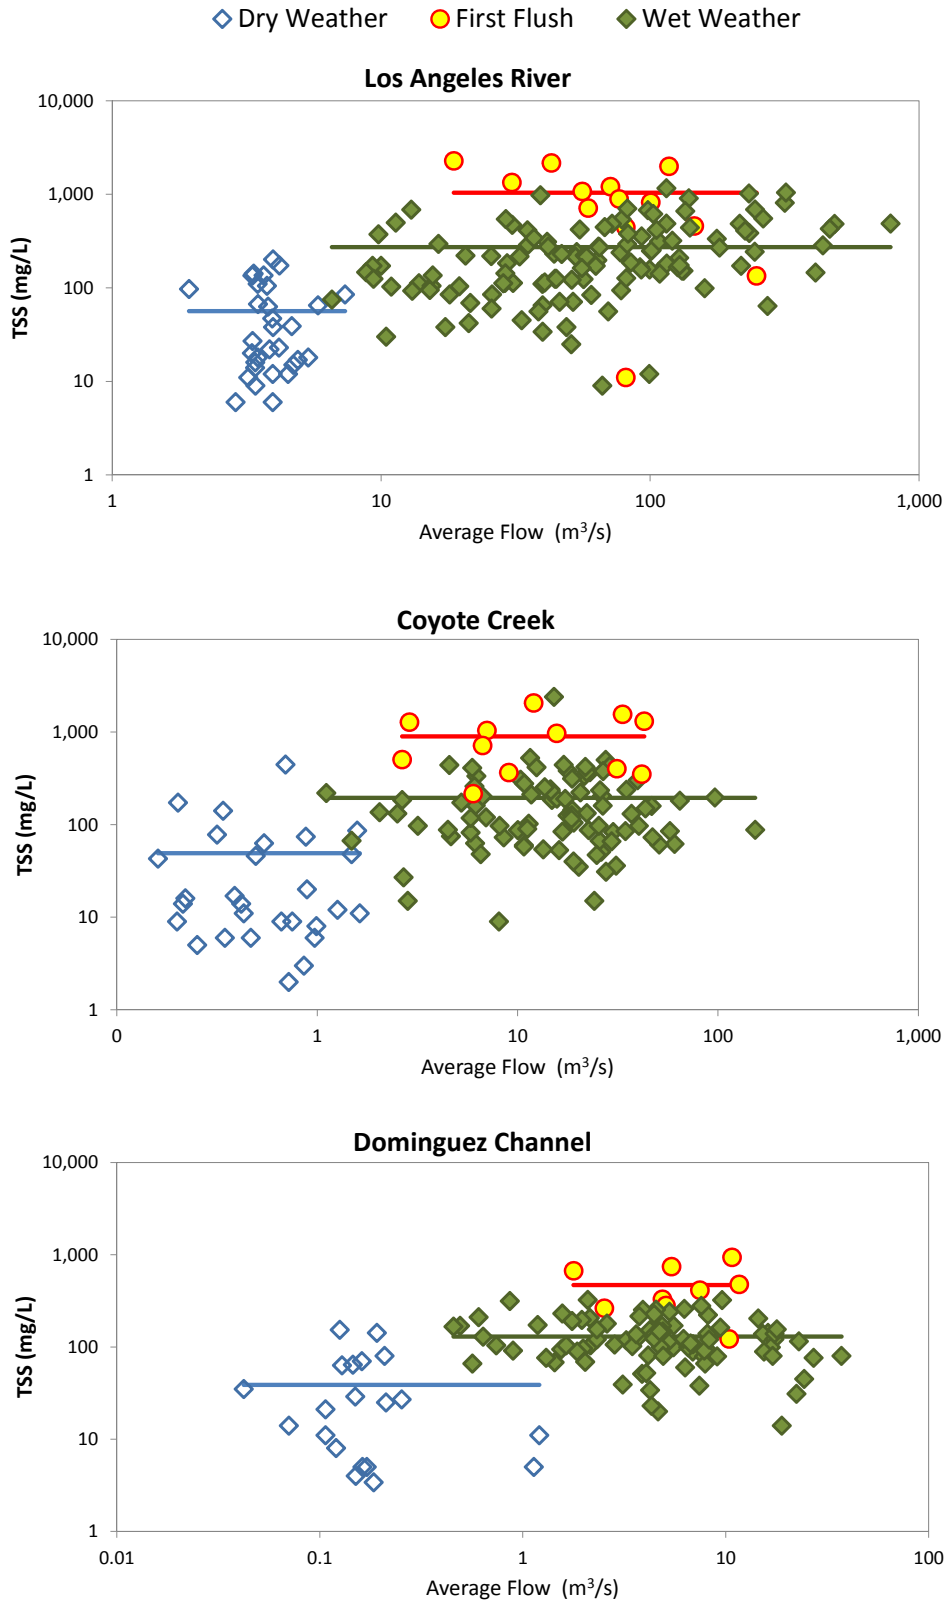 Dry Weather First Flush Wet Weather
Los Angeles River
10,000
1,000
100
10
1
TSS (mg/L)
1 10 100 1,000
Average Flow (m³/s)
Coyote Creek
10,000
1,000
100
10
1
TSS (mg/L)
0 1 10 100 1,000
Average Flow (m³/s)
Dominguez Channel
10,000
1,000
100
10
1
TSS (mg/L)
0.01 0.1 1 10 100
Average Flow (m³/s)